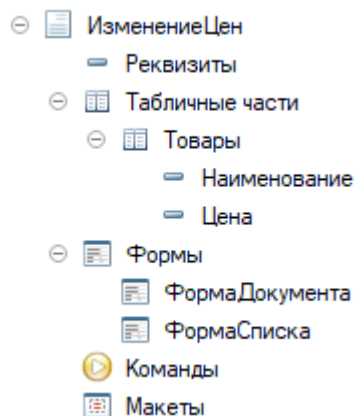 ИзменениеЦен
Реквизиты
Табличные части
Товары
Наименование
Цена
Формы
ФормаДокумента
ФормаСписка
Команды
Макеты